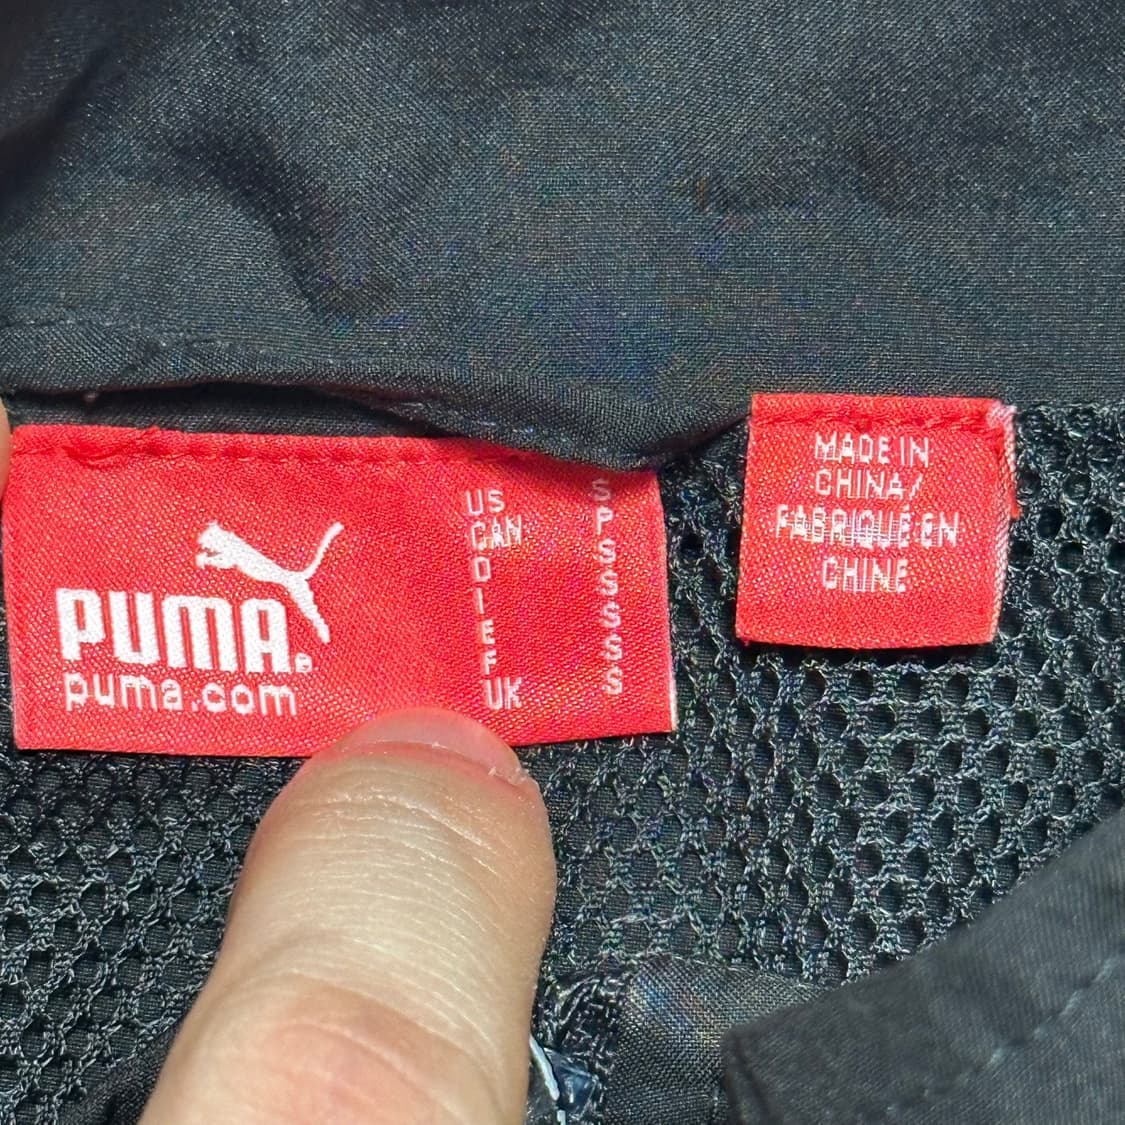 PUMA®
puma.com
US S
CAN P
D S
I S
E S
F S
UK S
MADE IN
CHINA/
FABRIQUÉ EN
CHINE